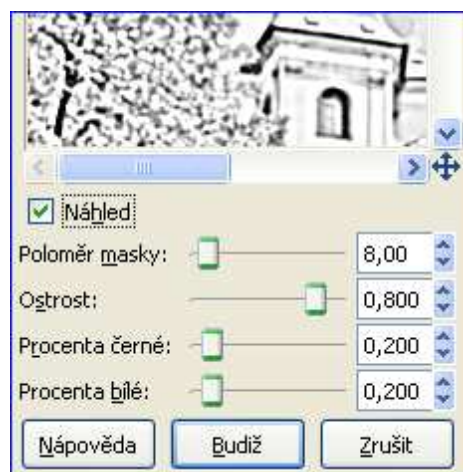 Náhled
Poloměr masky: 8,00
Ostrost: 0,800
Procenta černé: 0,200
Procenta bílé: 0,200
Nápověda Budiž Zrušit